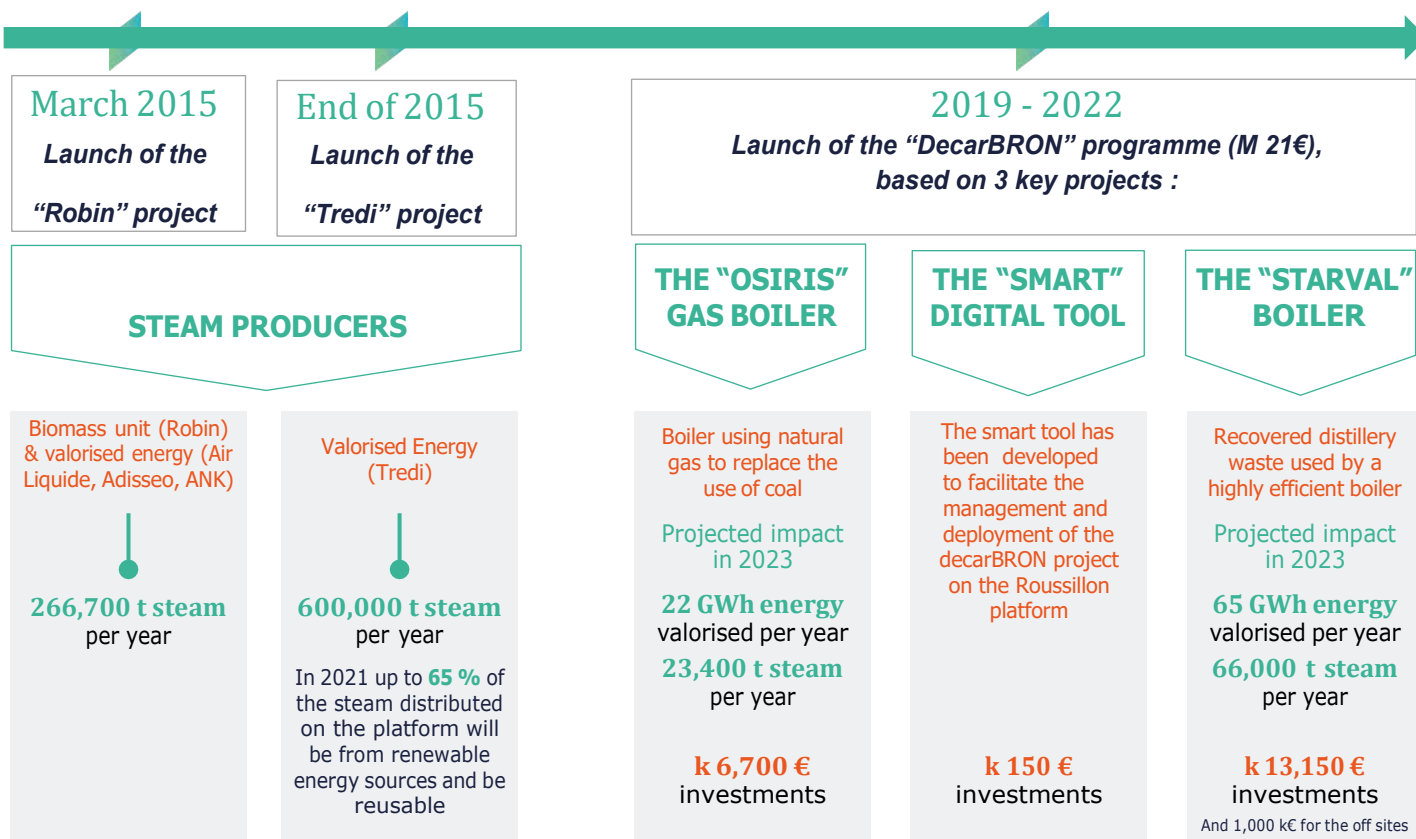 March 2015
Launch of the
“Robin” project
End of 2015
Launch of the
“Tredi” project
STEAM PRODUCERS
Biomass unit (Robin)
& valorised energy (Air
Liquide, Adisseo, ANK)
266,700 t steam
per year
Valorised Energy
(Tredi)
600,000 t steam
per year
In 2021 up to 65 % of
the steam distributed
on the platform will
be from renewable
energy sources and be
reusable
2019 - 2022
Launch of the “DecarBRON” programme (M 21€),
based on 3 key projects :
THE “OSIRIS”
GAS BOILER
Boiler using natural
gas to replace the
use of coal
Projected impact
in 2023
22 GWh energy
valorised per year
23,400 t steam
per year
k 6,700 €
investments
THE “SMART”
DIGITAL TOOL
The smart tool has
been developed
to facilitate the
management and
deployment of the
decarBRON project
on the Roussillon
platform
k 150 €
investments
THE “STARVAL”
BOILER
Recovered distillery
waste used by a
highly efficient boiler
Projected impact
in 2023
65 GWh energy
valorised per year
66,000 t steam
per year
k 13,150 €
investments
And 1,000 k€ for the off sites